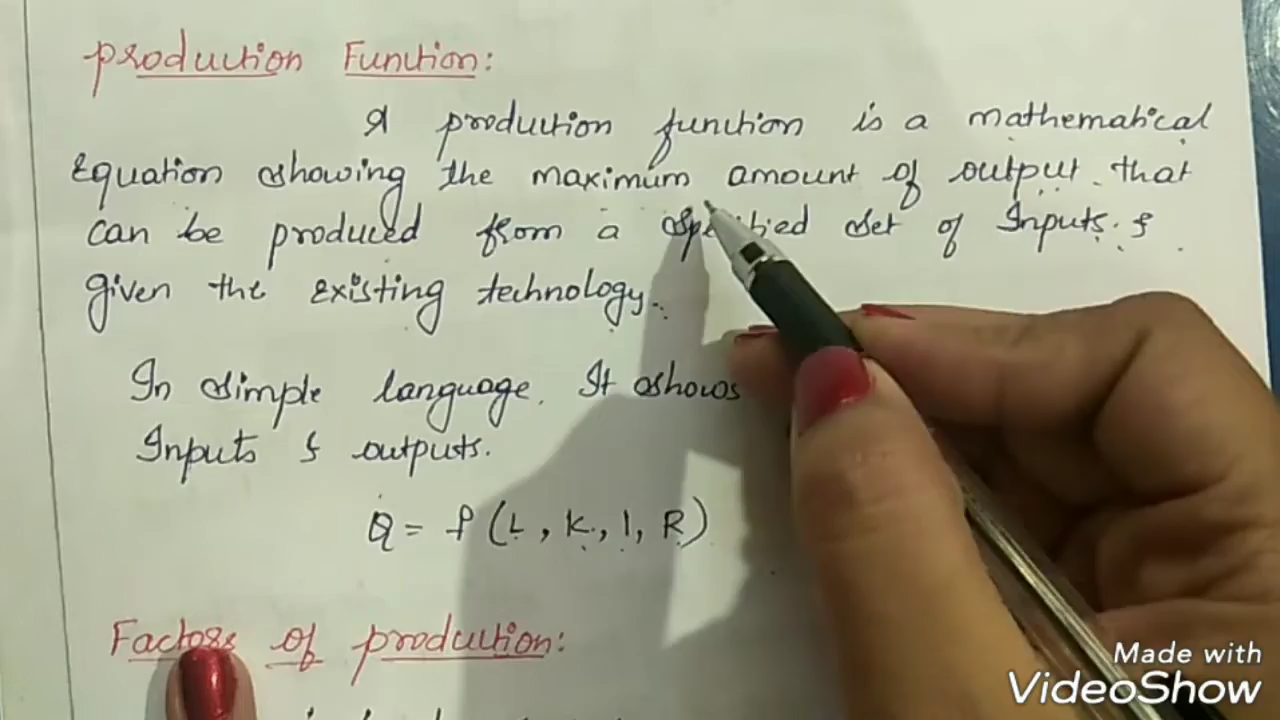 Production Function:
A production function is a mathematical
Equation showing the maximum amount of output that
can be produced from a specified set of Inputs &
given the existing technology.
In simple language. It shows
Inputs & outputs.
Q = f (L, K, I, R)
Factors of production:
Made with
VideoShow